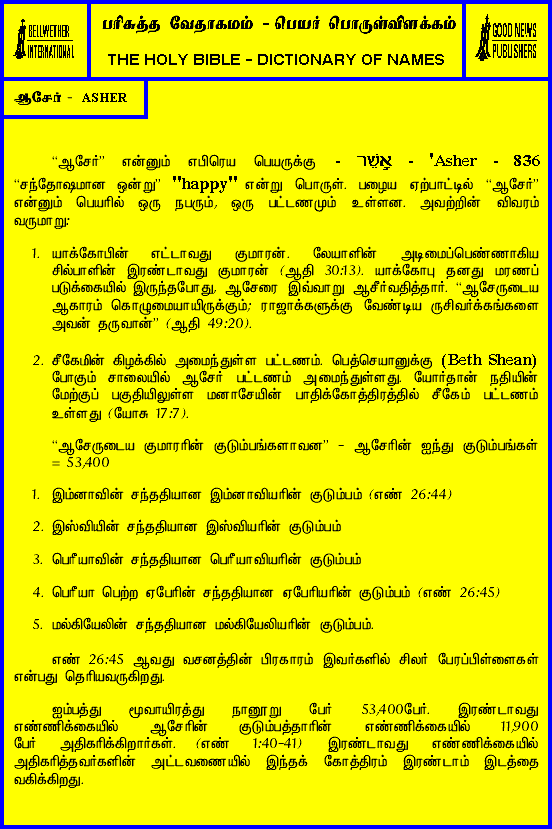 BELLWETHER
INTERNATIONAL
பரிசுத்த வேதாகமம் - பெயர் பொருள்விளக்கம்
THE HOLY BIBLE - DICTIONARY OF NAMES
GOOD NEWS
PUBLISHERS
ஆசேர் - ASHER
“ஆசேர்” என்னும் எபிரெய பெயருக்கு - אָשֵׁר - 'Asher - 836
“சந்தோஷமான ஒன்று” "happy" என்று பொருள். பழைய ஏற்பாட்டில் “ஆசேர்”
என்னும் பெயரில் ஒரு நபரும், ஒரு பட்டணமும் உள்ளன. அவற்றின் விவரம்
வருமாறு:
1. யாக்கோபின் எட்டாவது குமாரன். லேயாளின் அடிமைப்பெண்ணாகிய
சில்பாளின் இரண்டாவது குமாரன் (ஆதி 30:13). யாக்கோபு தனது மரணப்
படுக்கையில் இருந்தபோது, ஆசேரை இவ்வாறு ஆசீர்வதித்தார். “ஆசேருடைய
ஆகாரம் கொழுமையாயிருக்கும்; ராஜாக்களுக்கு வேண்டிய ருசிவர்க்கங்களை
அவன் தருவான்” (ஆதி 49:20).
2. சீகேமின் கிழக்கில் அமைந்துள்ள பட்டணம். பெத்செயானுக்கு (Beth Shean)
போகும் சாலையில் ஆசேர் பட்டணம் அமைந்துள்ளது. யோர்தான் நதியின்
மேற்குப் பகுதியிலுள்ள மனாசேயின் பாதிக்கோத்திரத்தில் சீகேம் பட்டணம்
உள்ளது (யோசு 17:7).
“ஆசேருடைய குமாரரின் குடும்பங்களாவன” - ஆசேரின் ஐந்து குடும்பங்கள்
= 53,400
1. இம்னாவின் சந்ததியான இம்னாவியரின் குடும்பம் (எண் 26:44)
2. இஸ்வியின் சந்ததியான இஸ்வியரின் குடும்பம்
3. பெரீயாவின் சந்ததியான பெரீயாவியரின் குடும்பம்
4. பெரீயா பெற்ற ஏபேரின் சந்ததியான ஏபேரியரின் குடும்பம் (எண் 26:45)
5. மல்கியேலின் சந்ததியான மல்கியேலியரின் குடும்பம்.
எண் 26:45 ஆவது வசனத்தின் பிரகாரம் இவர்களில் சிலர் பேரப்பிள்ளைகள்
என்பது தெரியவருகிறது.
ஐம்பத்து மூவாயிரத்து நானூறு பேர் 53,400பேர். இரண்டாவது
எண்ணிக்கையில் ஆசேரின் குடும்பத்தாரின் எண்ணிக்கையில் 11,900
பேர் அதிகரிக்கிறார்கள். (எண் 1:40-41) இரண்டாவது எண்ணிக்கையில்
அதிகரித்தவர்களின் அட்டவணையில் இந்தக் கோத்திரம் இரண்டாம் இடத்தை
வகிக்கிறது.